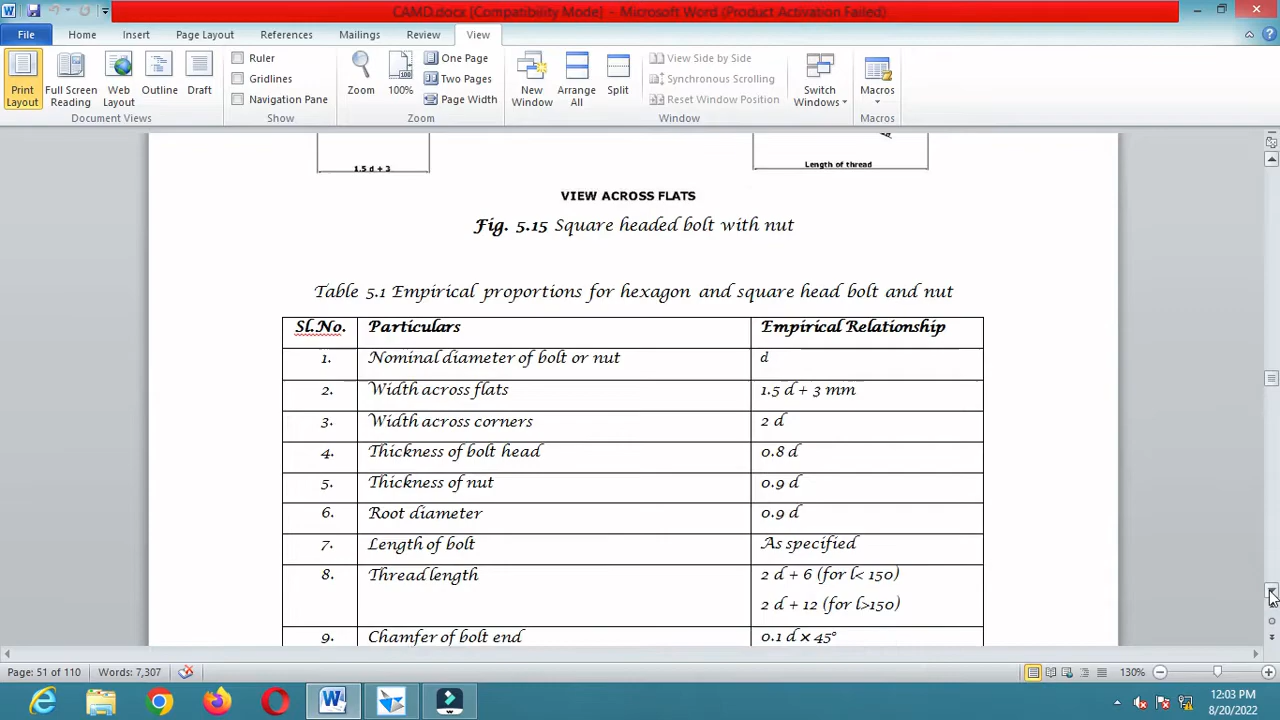 CAMD.docx [Compatibility Mode] - Microsoft Word (Product Activation Failed)
File Home Insert Page Layout References Mailings Review View
Print Layout
Full Screen Reading
Web Layout
Outline
Draft
Document Views
Ruler
Gridlines
Navigation Pane
Show
Zoom
100%
One Page
Two Pages
Page Width
Zoom
New Window
Arrange All
Split
View Side by Side
Synchronous Scrolling
Reset Window Position
Window
Switch Windows
Macros
Macros
1.5 d + 3
Length of thread
VIEW ACROSS FLATS
Fig. 5.15 Square headed bolt with nut
Table 5.1 Empirical proportions for hexagon and square head bolt and nut
Sl.No. Particulars Empirical Relationship
1. Nominal diameter of bolt or nut d
2. Width across flats 1.5 d + 3 mm
3. Width across corners 2 d
4. Thickness of bolt head 0.8 d
5. Thickness of nut 0.9 d
6. Root diameter 0.9 d
7. Length of bolt As specified
8. Thread length 2 d + 6 (for l< 150)
2 d + 12 (for l>150)
9. Chamfer of bolt end 0.1 d × 45°
Page: 51 of 110 Words: 7,307 130%
12:03 PM
8/20/2022